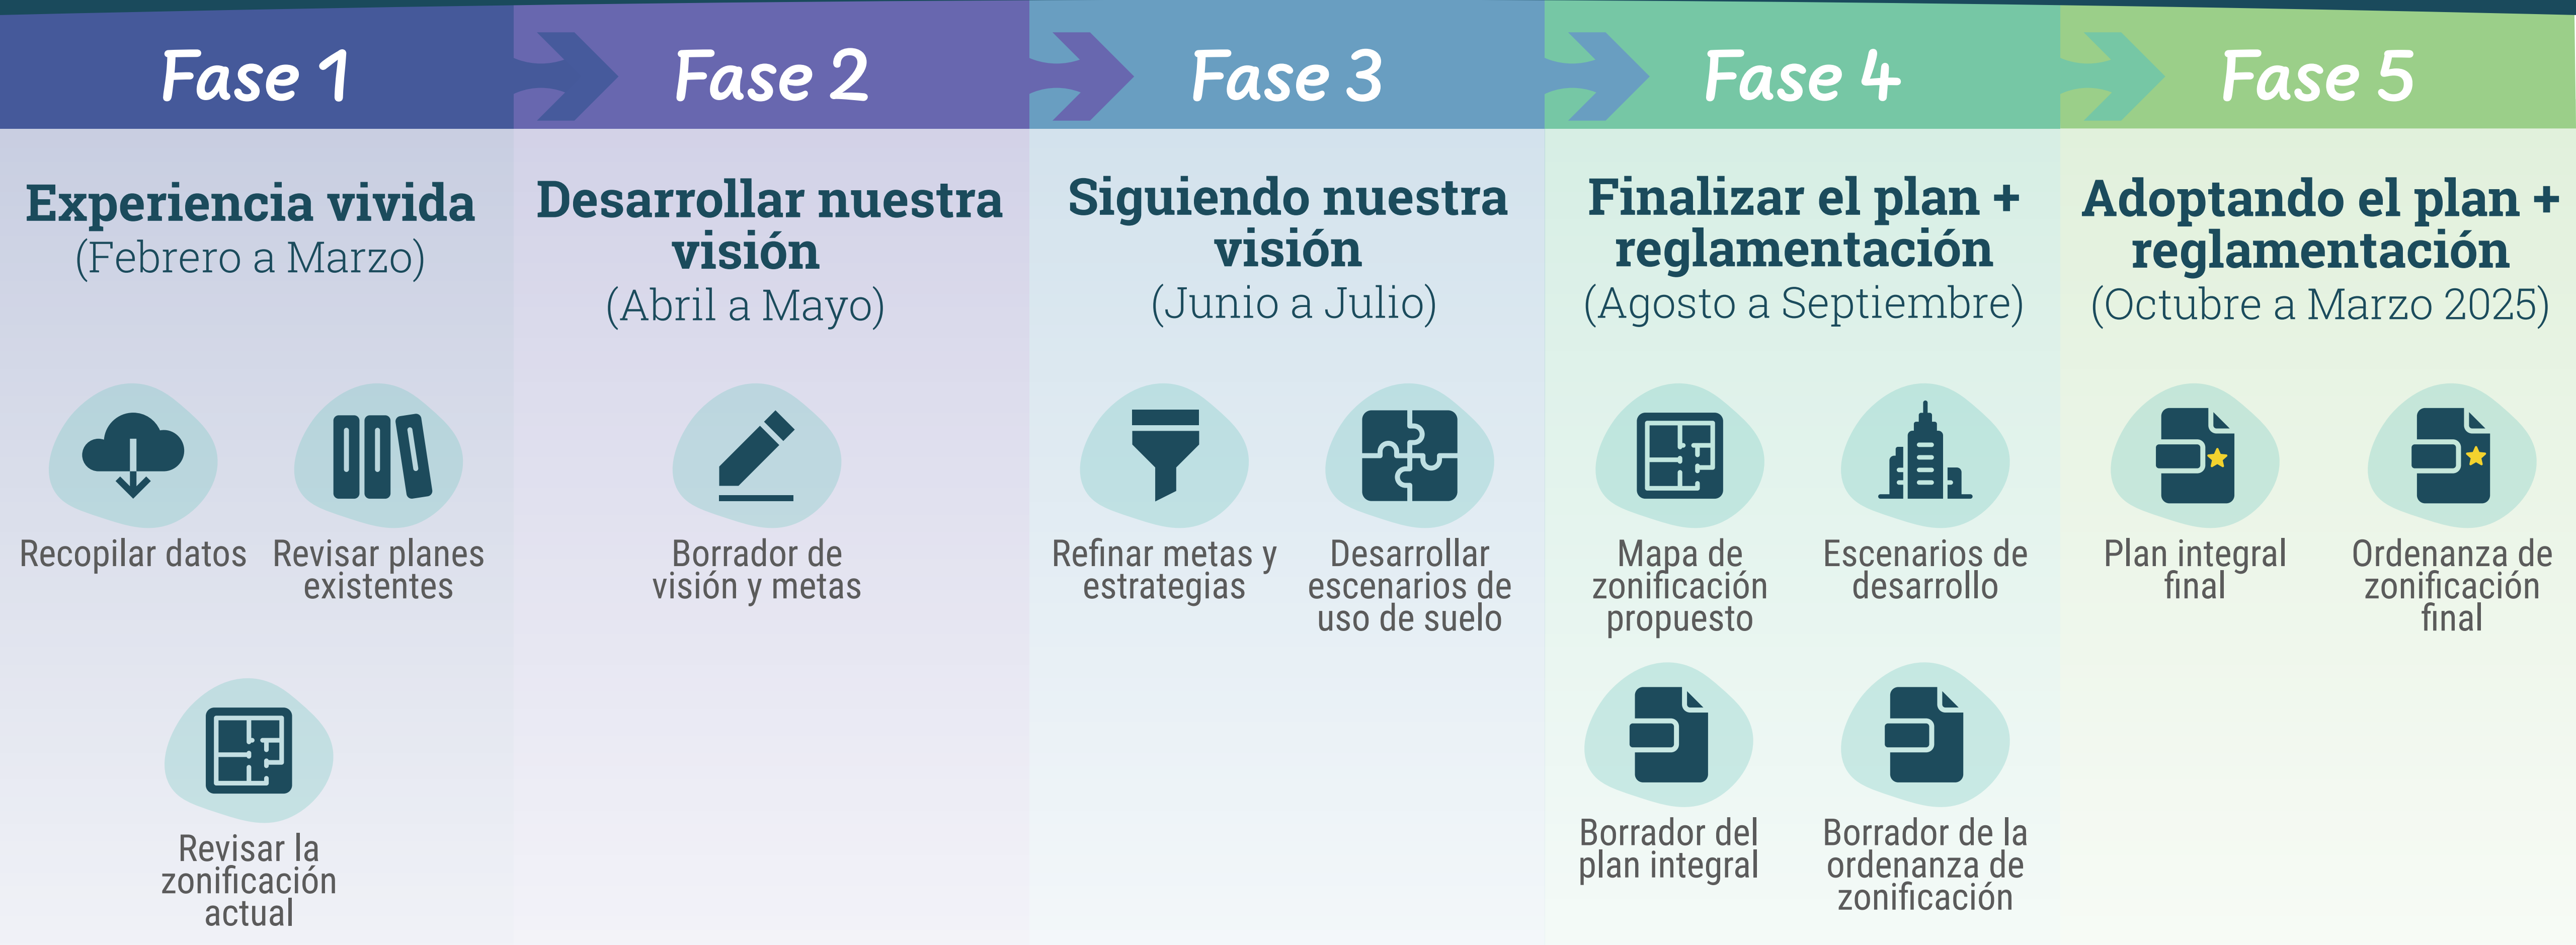 Fase 1
Experiencia vivida
(Febrero a Marzo)
Recopilar datos
Revisar planes
existentes
Revisar la
zonificación
actual
Fase 2
Desarrollar nuestra
visión
(Abril a Mayo)
Borrador de
visión y metas
Fase 3
Siguiendo nuestra
visión
(Junio a Julio)
Refinar metas y
estrategias
Desarrollar
escenarios de
uso de suelo
Fase 4
Finalizar el plan +
reglamentación
(Agosto a Septiembre)
Mapa de
zonificación
propuesto
Escenarios de
desarrollo
Borrador del
plan integral
Borrador de la
ordenanza de
zonificación
Fase 5
Adoptando el plan +
reglamentación
(Octubre a Marzo 2025)
Plan integral
final
Ordenanza de
zonificación
final